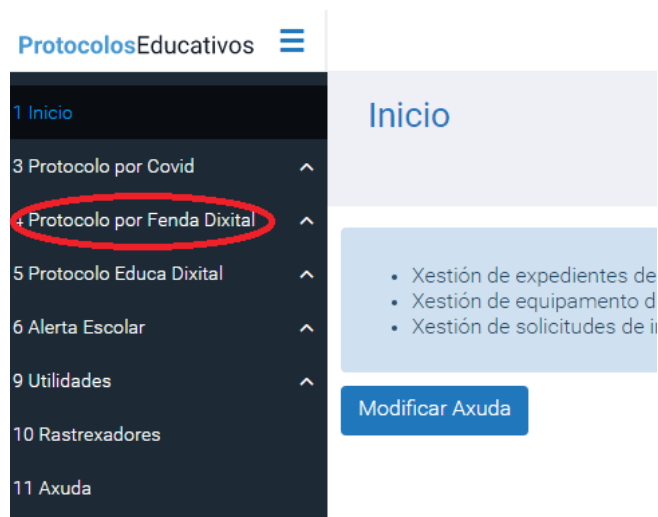 ProtocolosEducativos
1 Inicio
3 Protocolo por Covid
4 Protocolo por Fenda Dixital
5 Protocolo Educa Dixital
6 Alerta Escolar
9 Utilidades
10 Rastrexadores
11 Axuda
Inicio
• Xestión de expedientes de
• Xestión de equipamento d
• Xestión de solicitudes de i
Modificar Axuda